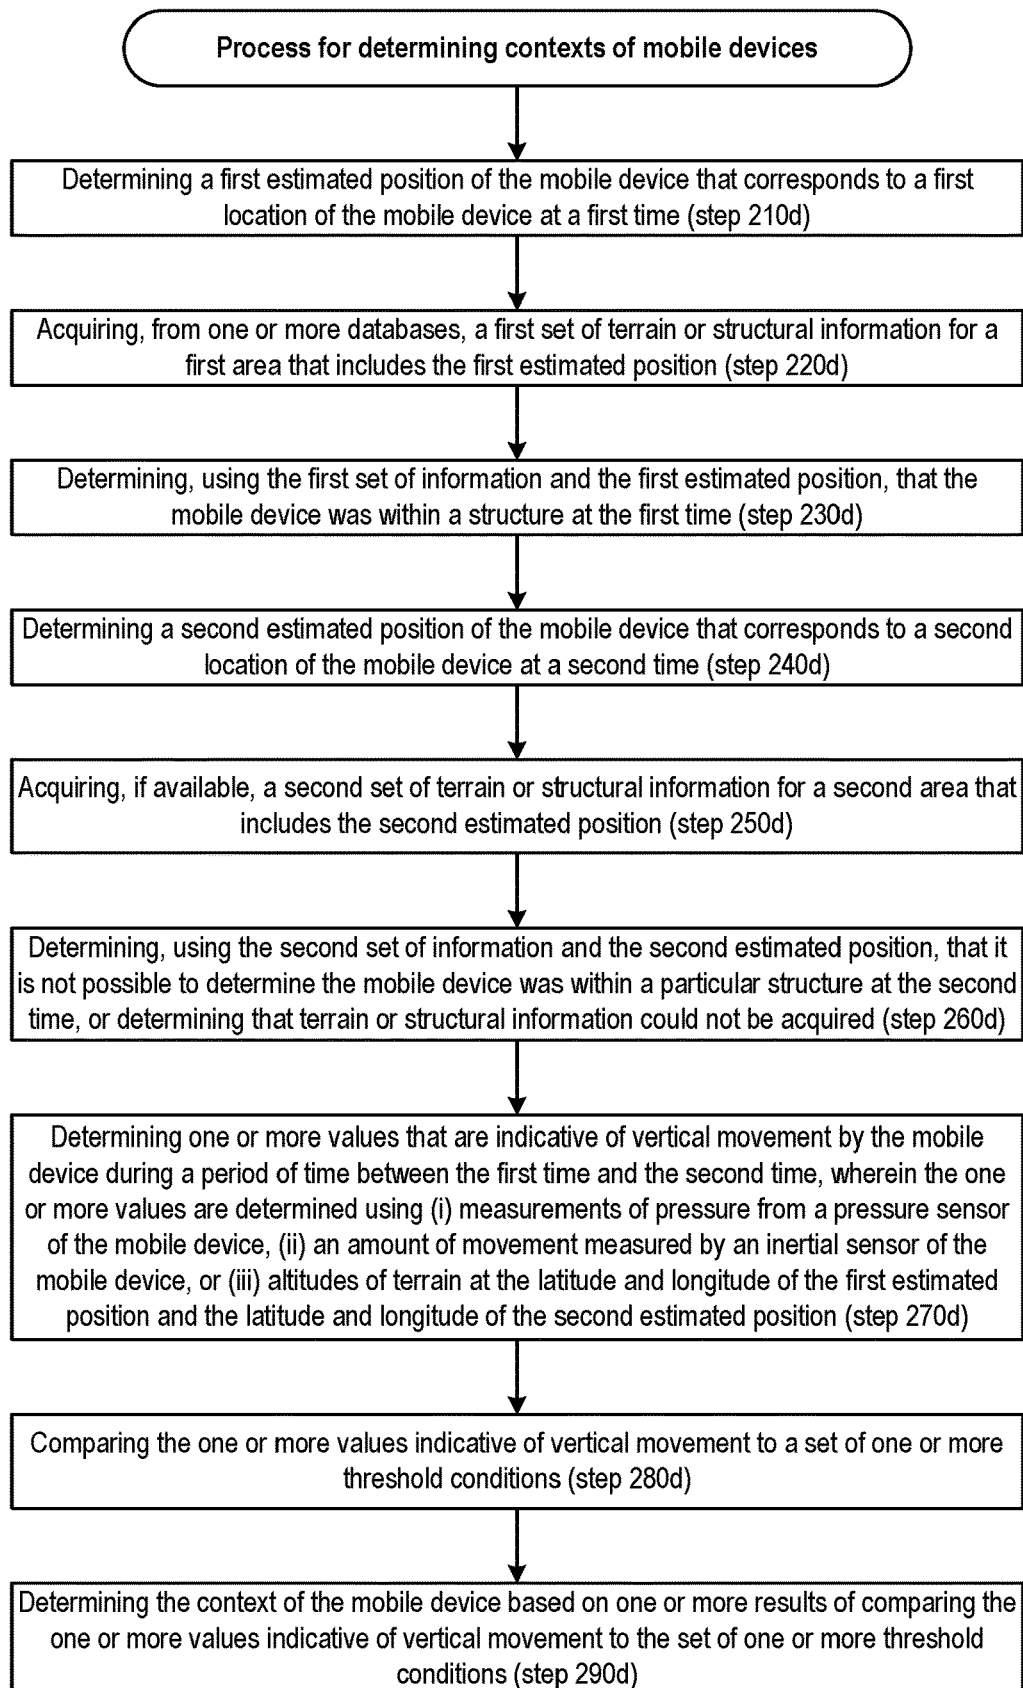 Process for determining contexts of mobile devices
Determining a first estimated position of the mobile device that corresponds to a first
location of the mobile device at a first time (step 210d)
Acquiring, from one or more databases, a first set of terrain or structural information for a
first area that includes the first estimated position (step 220d)
Determining, using the first set of information and the first estimated position, that the
mobile device was within a structure at the first time (step 230d)
Determining a second estimated position of the mobile device that corresponds to a second
location of the mobile device at a second time (step 240d)
Acquiring, if available, a second set of terrain or structural information for a second area that
includes the second estimated position (step 250d)
Determining, using the second set of information and the second estimated position, that it
is not possible to determine the mobile device was within a particular structure at the second
time, or determining that terrain or structural information could not be acquired (step 260d)
Determining one or more values that are indicative of vertical movement by the mobile
device during a period of time between the first time and the second time, wherein the one
or more values are determined using (i) measurements of pressure from a pressure sensor
of the mobile device, (ii) an amount of movement measured by an inertial sensor of the
mobile device, or (iii) altitudes of terrain at the latitude and longitude of the first estimated
position and the latitude and longitude of the second estimated position (step 270d)
Comparing the one or more values indicative of vertical movement to a set of one or more
threshold conditions (step 280d)
Determining the context of the mobile device based on one or more results of comparing the
one or more values indicative of vertical movement to the set of one or more threshold
conditions (step 290d)